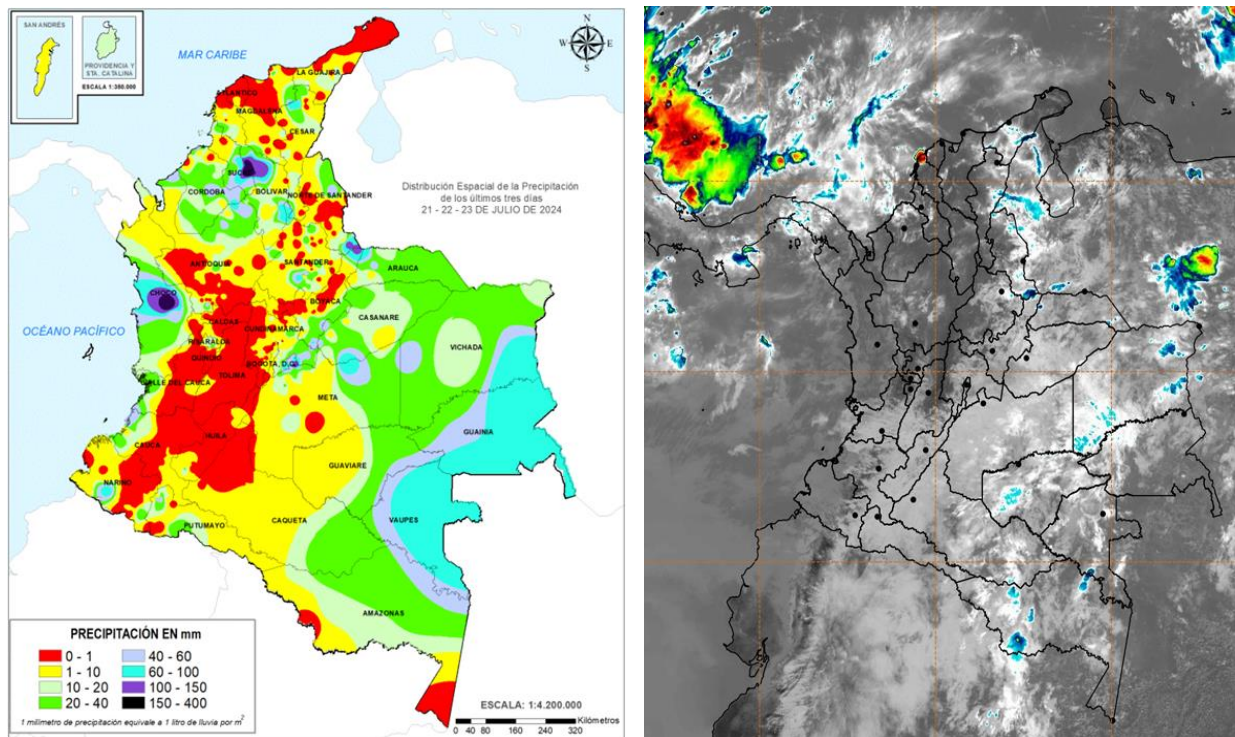 SAN ANDRÉS
PROVIDENCIA Y
STA. CATALINA
ESCALA 1:380.000
MAR CARIBE
N
W
E
S
LA GUAJIRA
ATLANTICO
MAGDALENA
CESAR
SUCRE
CORDOBA
BOLIVAR
NORTE DE SANTANDER
Distribución Espacial de la Precipitación
de los últimos tres días
21 - 22 - 23 DE JULIO DE 2024
ANTIOQUIA
SANTANDER
ARAUCA
CHOCO
BOYACA
CASANARE
OCÉANO PACÍFICO
CALDAS
CUNDINAMARCA
RISARALDA
VICHADA
QUINDIO
BOGOTA, D.C.
TOLIMA
VALLE DEL CAUCA
META
GUAINIA
HUILA
CAUCA
GUAVIARE
NARIÑO
CAQUETA
VAUPES
PUTUMAYO
AMAZONAS
PRECIPITACIÓN EN mm
0 - 1 40 - 60
1 - 10 60 - 100
10 - 20 100 - 150
20 - 40 150 - 400
1 milímetro de precipitación equivale a 1 litro de lluvia por m2
ESCALA: 1:4.200.000
Kilómetros
0 40 80 160 240 320